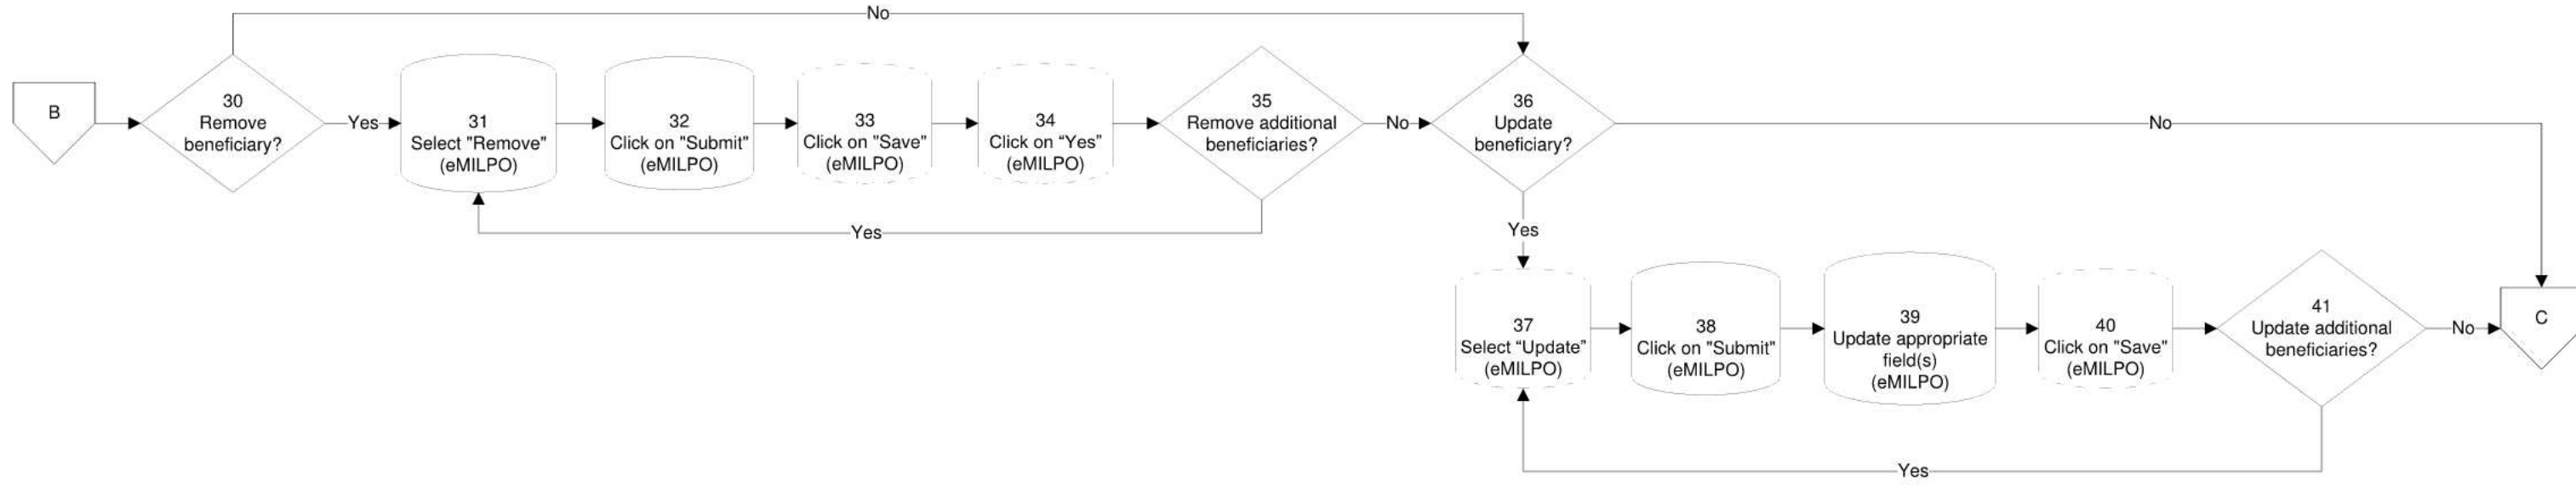 No
B
30
Remove
beneficiary?
Yes
31
Select "Remove"
(eMILPO)
32
Click on "Submit"
(eMILPO)
33
Click on "Save"
(eMILPO)
34
Click on “Yes”
(eMILPO)
35
Remove additional
beneficiaries?
No
36
Update
beneficiary?
No
Yes
Yes
37
Select “Update”
(eMILPO)
38
Click on "Submit"
(eMILPO)
39
Update appropriate
field(s)
(eMILPO)
40
Click on "Save"
(eMILPO)
41
Update additional
beneficiaries?
No
C
Yes